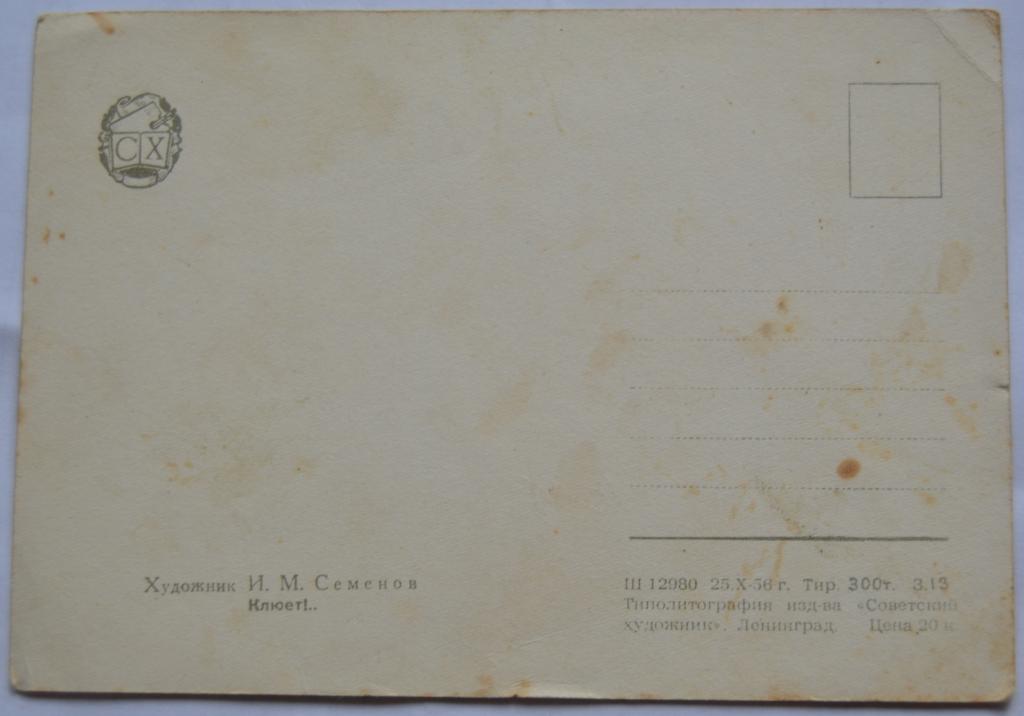 СХ
Художник И. М. Семенов
Клюет!..
Ш 12980 25.X-56 г. Тир. 300т. З.13
Типолитография изд-ва «Советский
художник». Ленинград. Цена 20 к